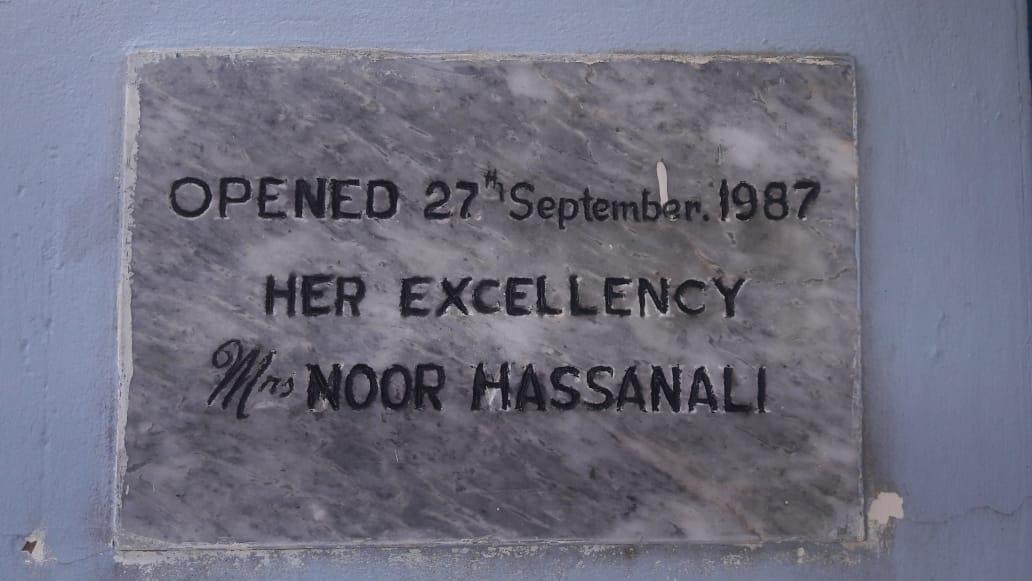 OPENED 27th September. 1987
HER EXCELLENCY
Mrs NOOR HASSANALI